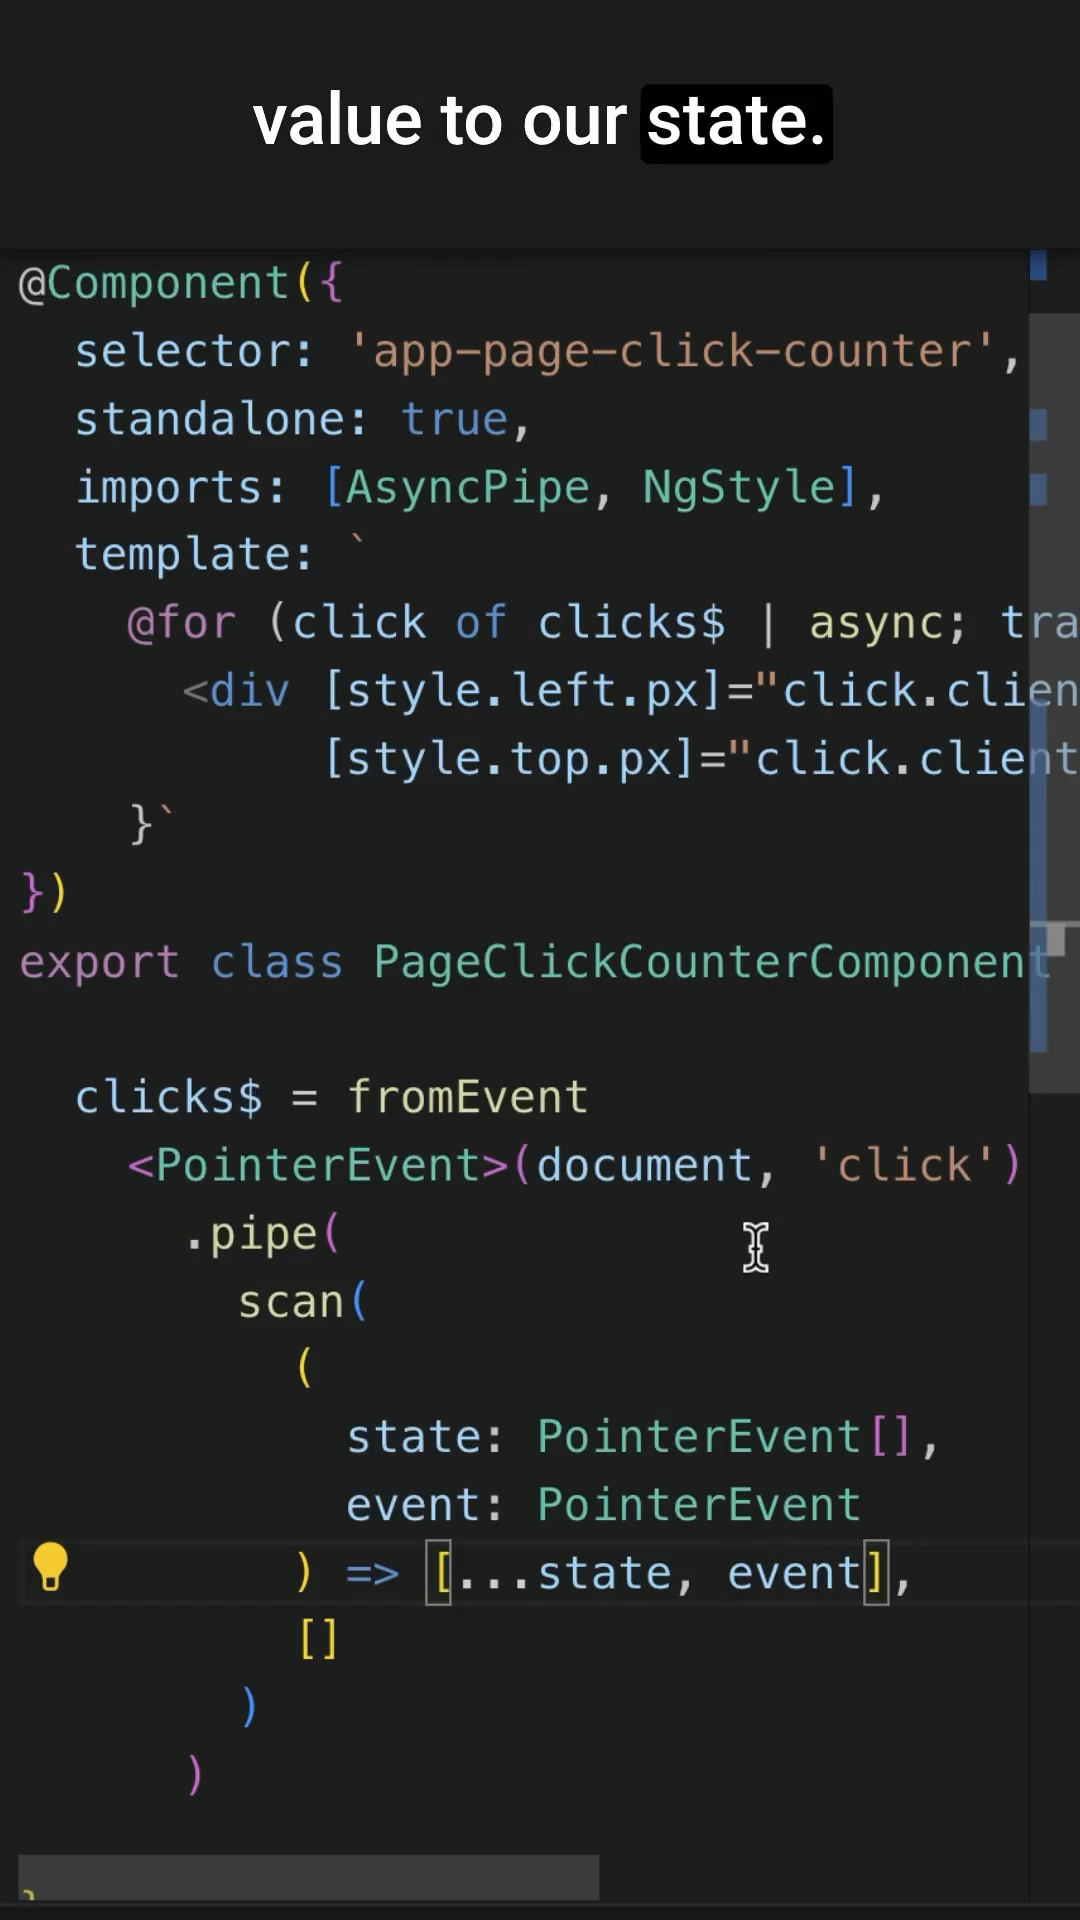 value to our state.
@Component({
  selector: 'app-page-click-counter',
  standalone: true,
  imports: [AsyncPipe, NgStyle],
  template: `
    @for (click of clicks$ | async; tra
      <div [style.left.px]="click.clien
           [style.top.px]="click.client
    }`
})
export class PageClickCounterComponent
  clicks$ = fromEvent
    <PointerEvent>(document, 'click')
      .pipe(
        scan(
          (
            state: PointerEvent[],
            event: PointerEvent
          ) => [...state, event],
          []
        )
      )
}